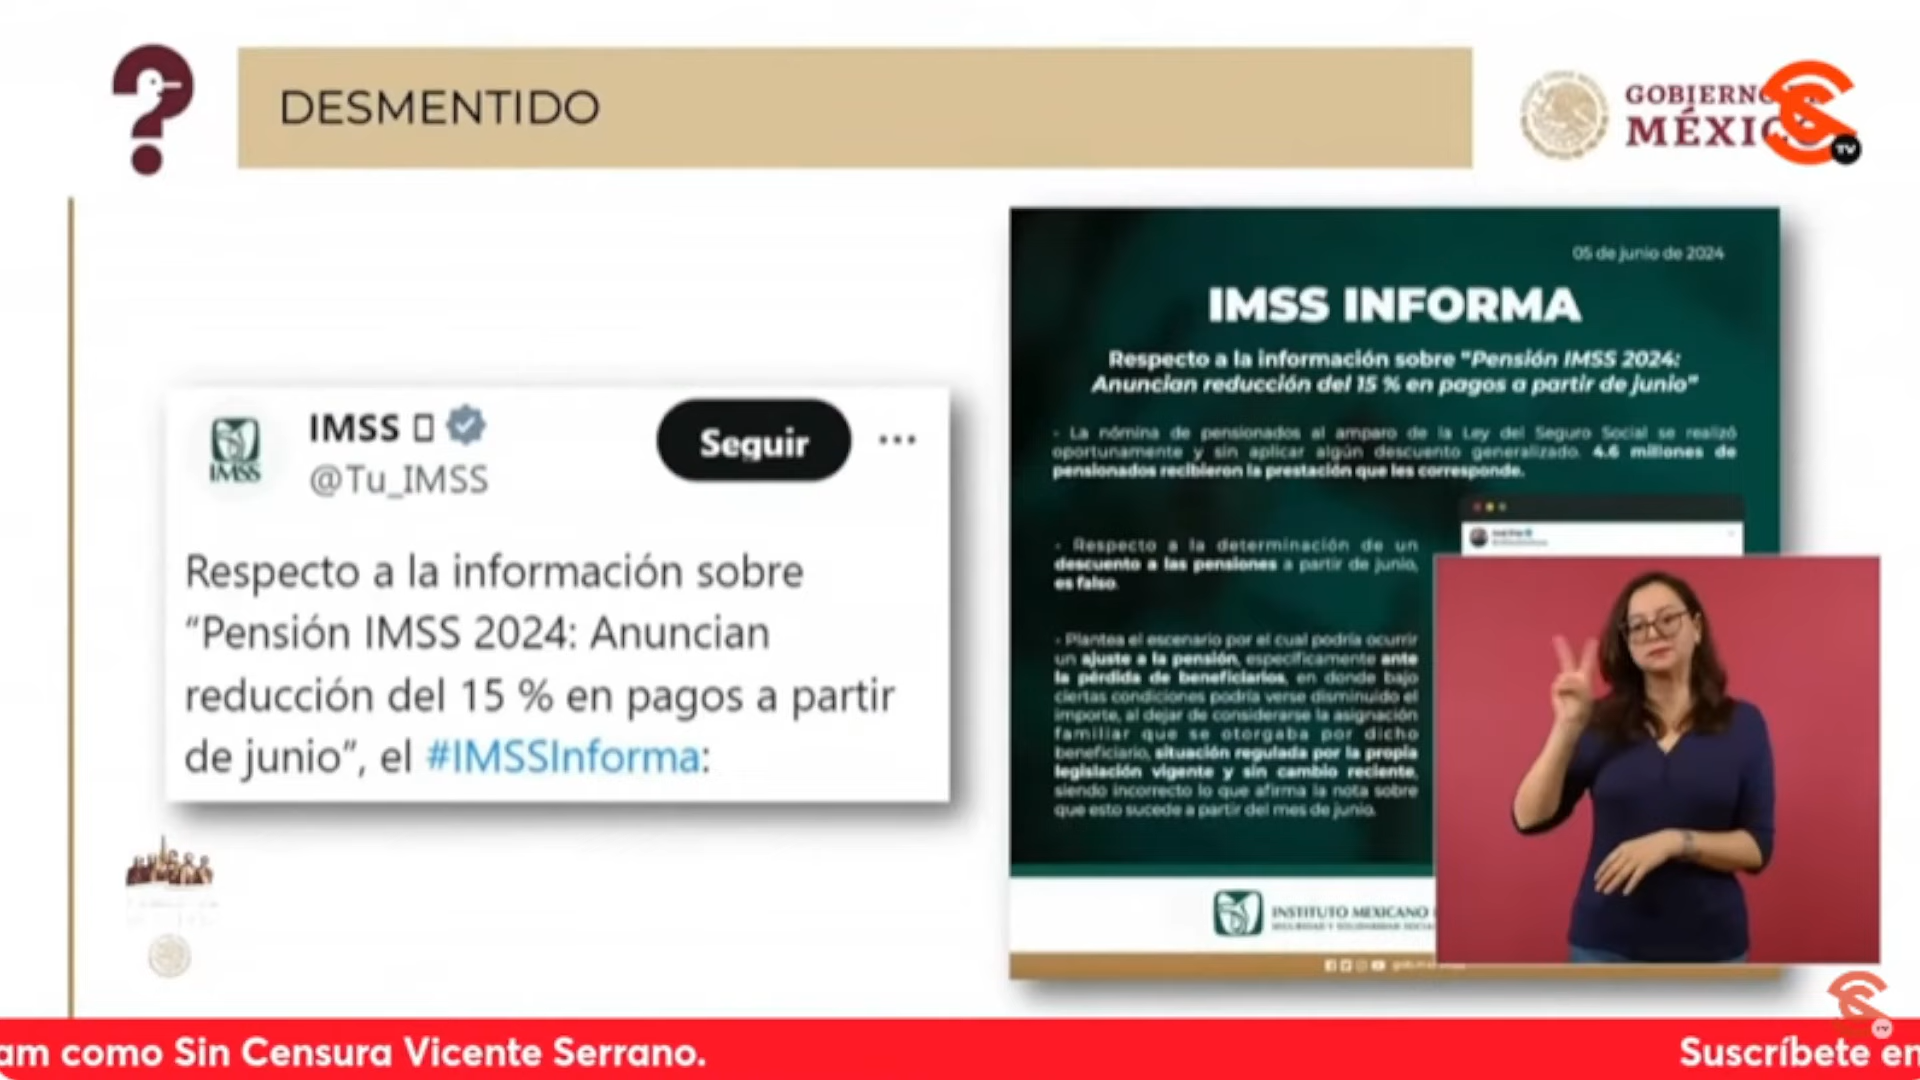 DESMENTIDO
GOBIERNO
MÉXICO
TV
05 de junio de 2024
IMSS INFORMA
Respecto a la información sobre "Pensión IMSS 2024:
Anuncian reducción del 15 % en pagos a partir de junio"
- La nómina de pensionados al amparo de la Ley del Seguro Social se realizó
oportunamente y sin aplicar algún descuento generalizado. 4.6 millones de
pensionados recibieron la prestación que les corresponde.
- Respecto a la determinación de un
descuento a las pensiones a partir de junio,
es falso.
- Plantea el escenario por el cual podría ocurrir
un ajuste a la pensión, específicamente ante
la pérdida de beneficiarios, en donde bajo
ciertas condiciones podría verse disminuido el
importe, al dejar de considerarse la asignación
familiar que se otorgaba por dicho
beneficiario, situación regulada por la propia
legislación vigente y sin cambio reciente,
siendo incorrecto lo que afirma la nota sobre
que esto sucede a partir del mes de junio.
INSTITUTO MEXICANO
SEGURIDAD Y SOLIDARIDAD SOCIAL
IMSS
IMSS
@Tu_IMSS
Seguir
Respecto a la información sobre
“Pensión IMSS 2024: Anuncian
reducción del 15 % en pagos a partir
de junio”, el #IMSSInforma:
TV
am como Sin Censura Vicente Serrano.
Suscríbete en